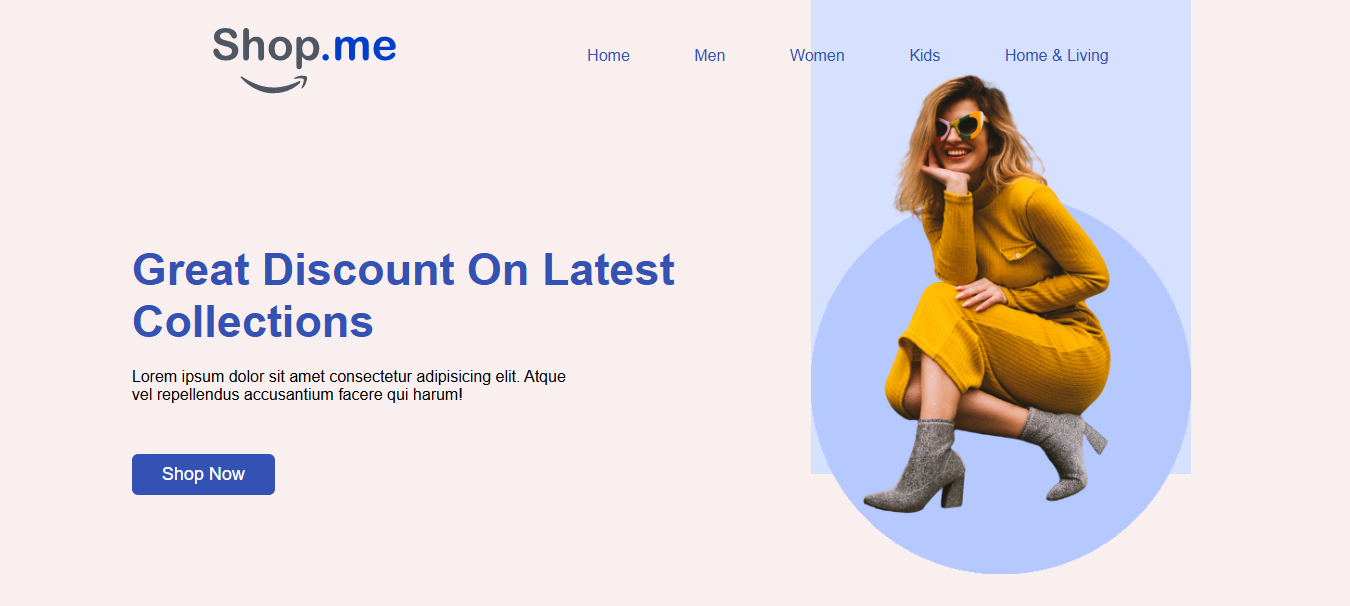 Shop.me
Home Men Women Kids Home & Living
Great Discount On Latest
Collections
Lorem ipsum dolor sit amet consectetur adipisicing elit. Atque
vel repellendus accusantium facere qui harum!
Shop Now